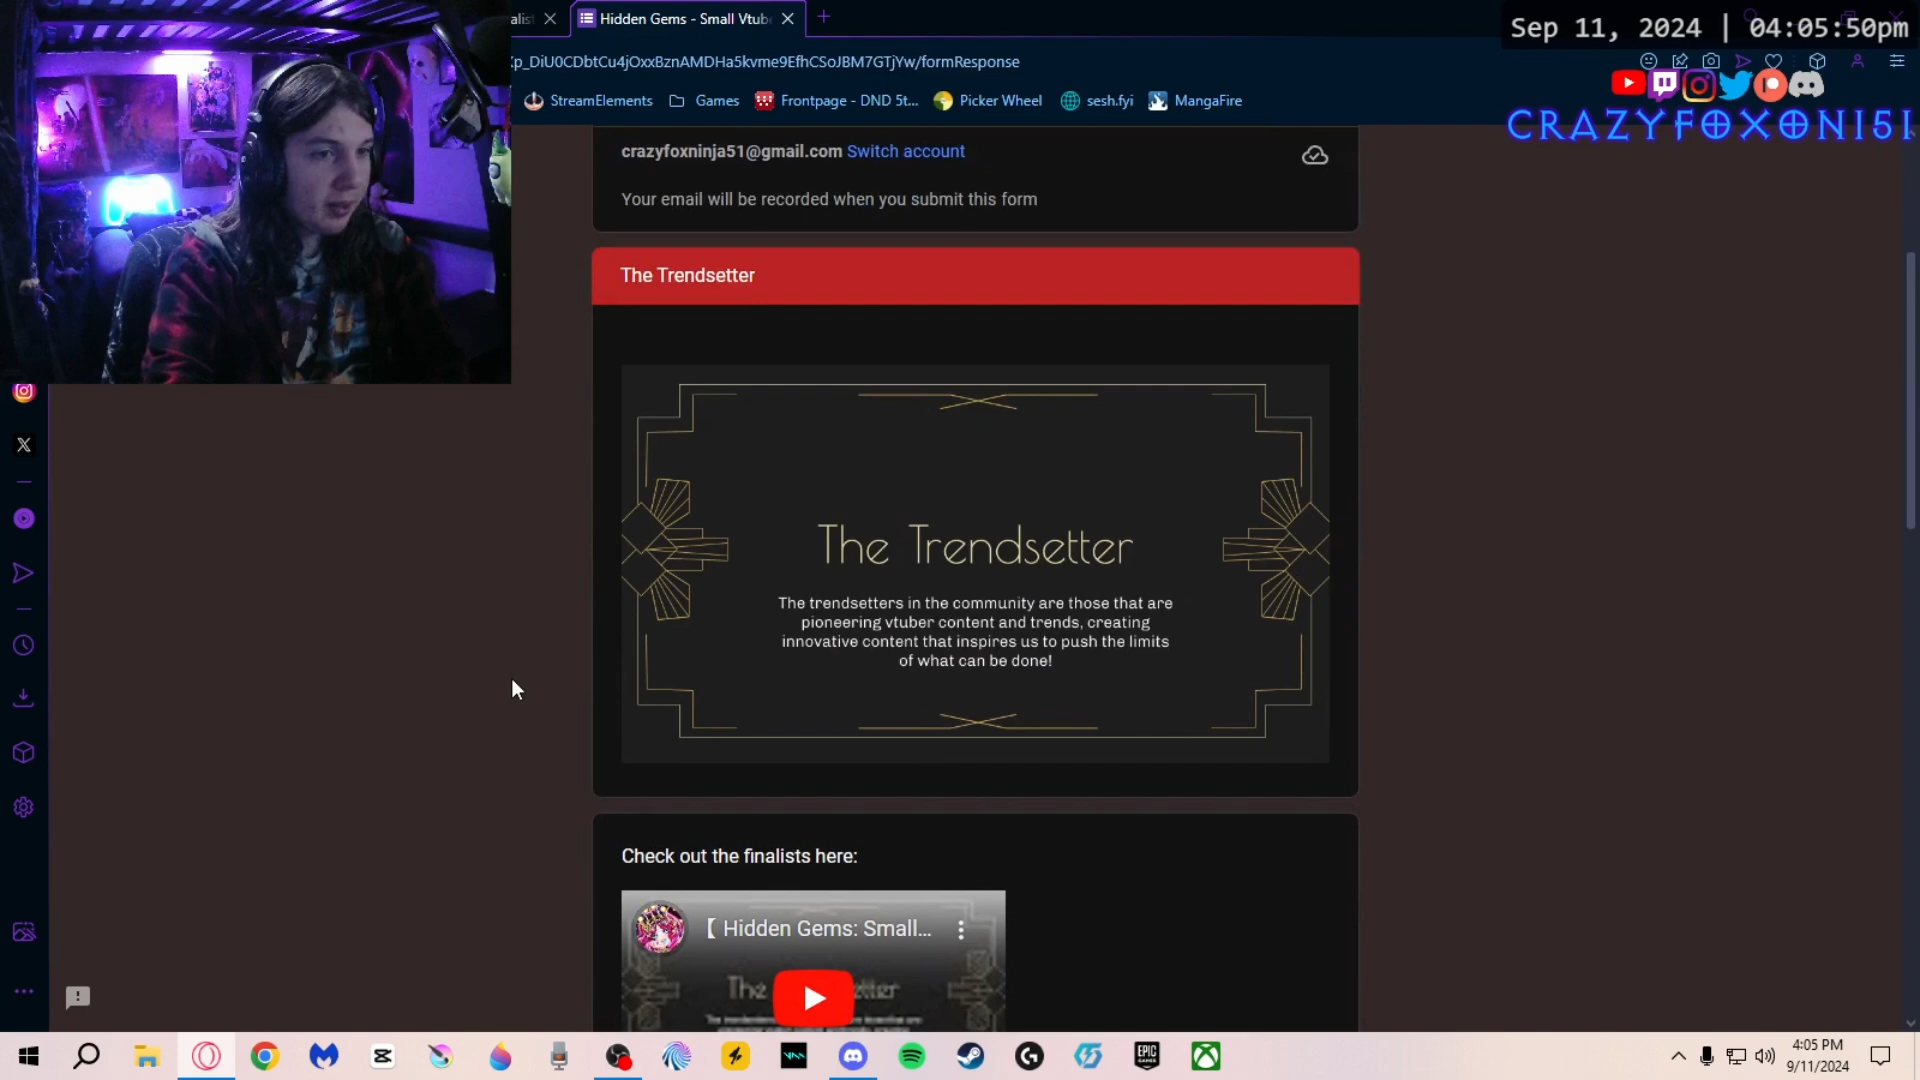 alist
Hidden Gems - Small Vtub
Sep 11, 2024 | 04:05:50pm
Kp_DiU0CDbtCu4jOxxBznAMDHa5kvme9EfhCSoJBM7GTjYw/formResponse
StreamElements
Games
Frontpage - DND 5t...
Picker Wheel
sesh.fyi
MangaFire
CRAZYFOXONI51
crazyfoxninja51@gmail.com Switch account
Your email will be recorded when you submit this form
The Trendsetter
The Trendsetter
The trendsetters in the community are those that are
pioneering vtuber content and trends, creating
innovative content that inspires us to push the limits
of what can be done!
Check out the finalists here:
【 Hidden Gems: Small...
4:05 PM
9/11/2024